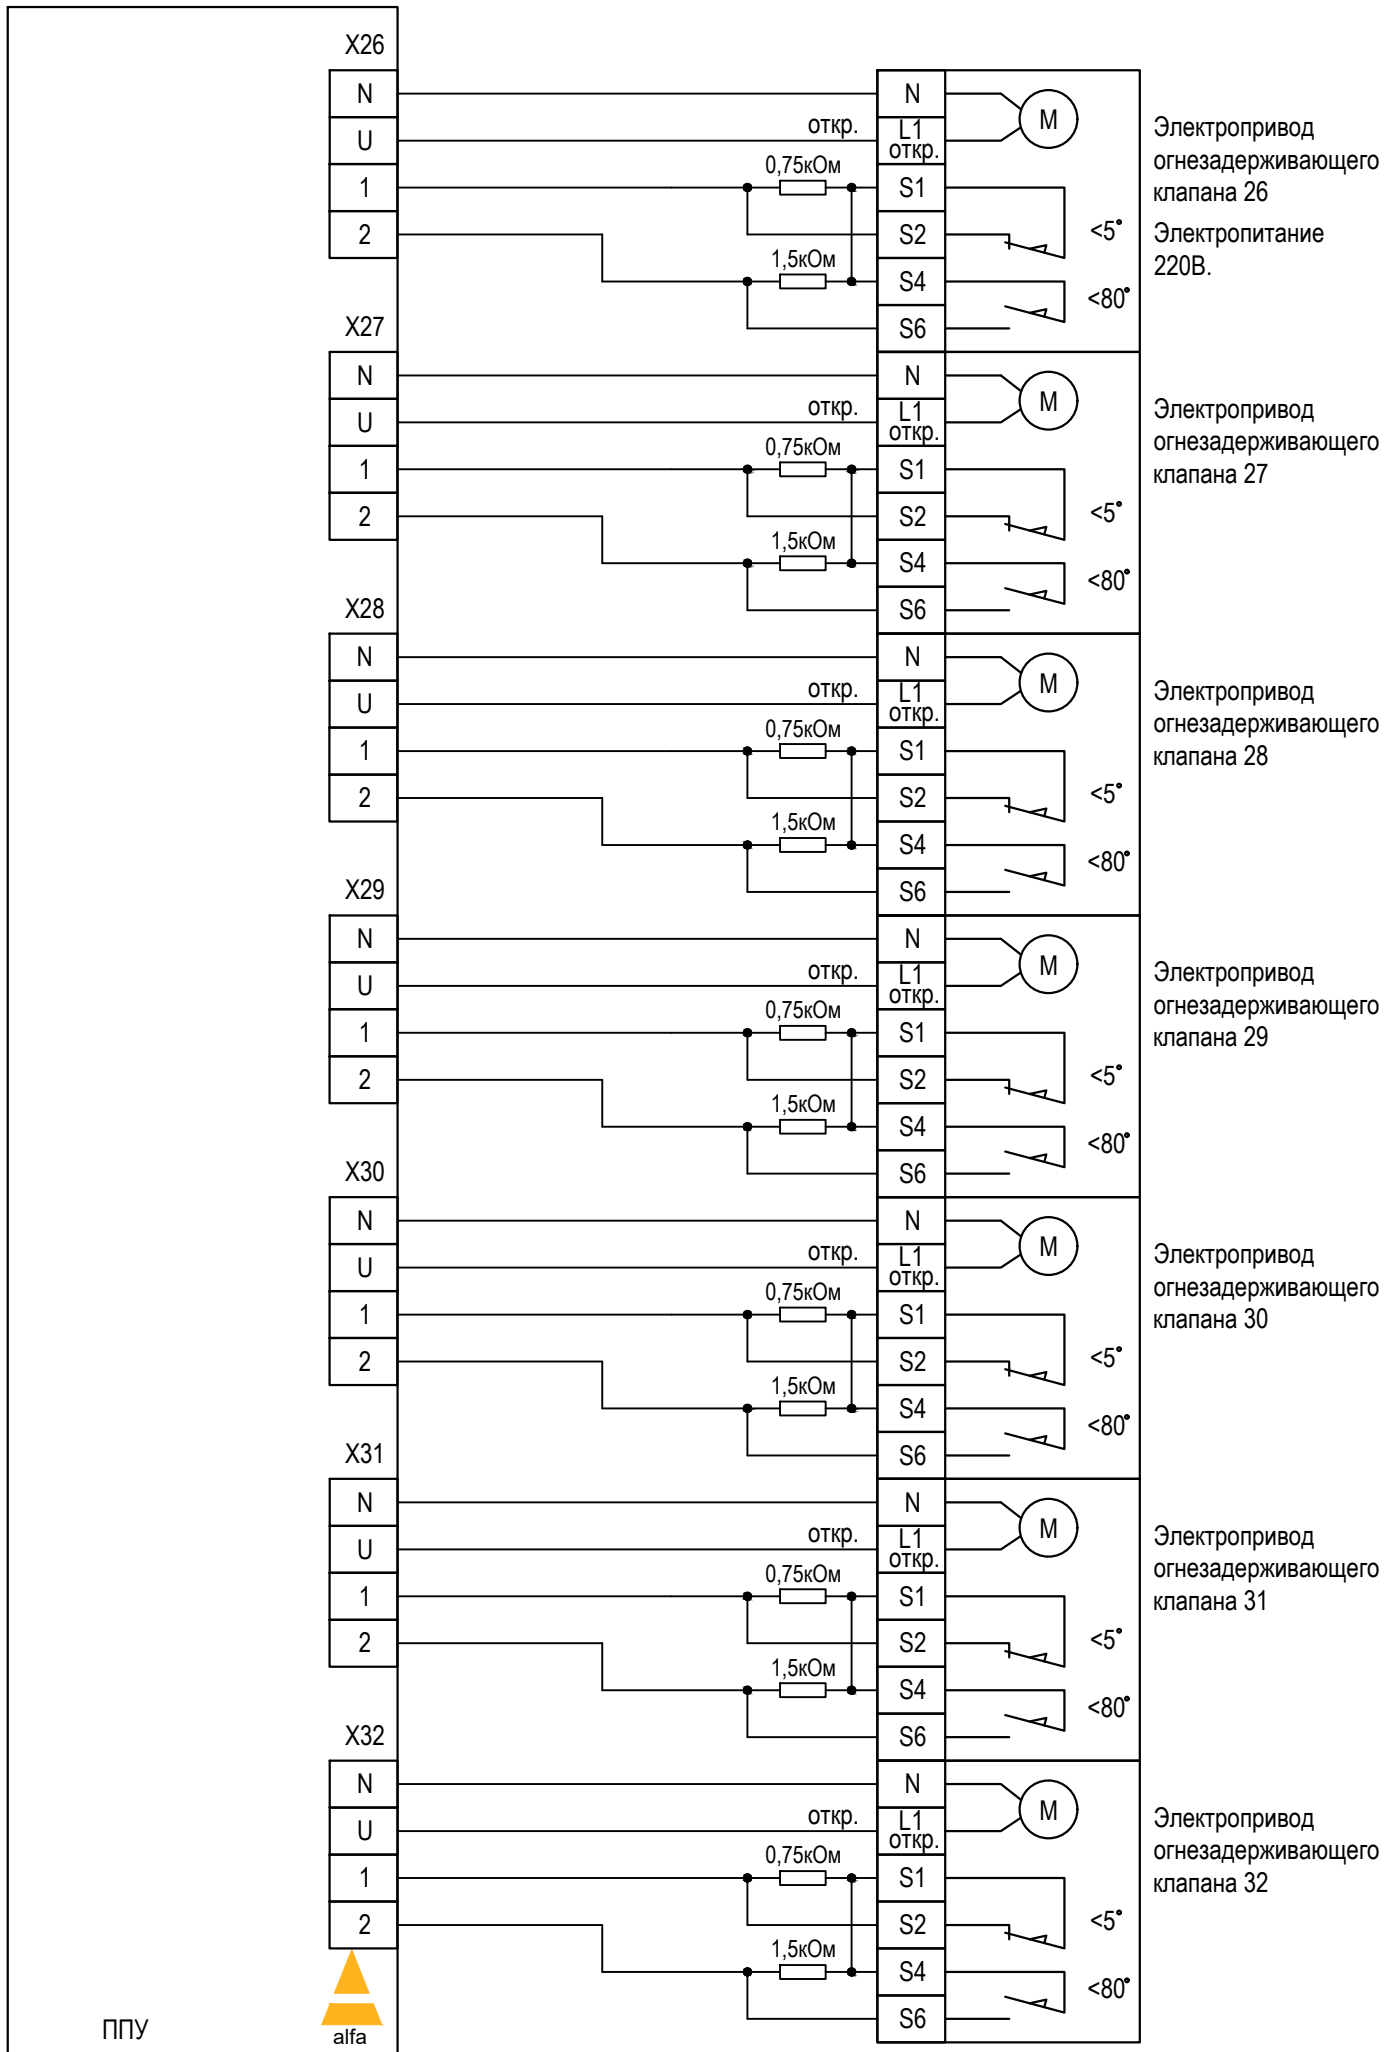 X26
N
U
1
2
откр.
0,75кОм
1,5кОм
N
L1
откр.
S1
S2
S4
S6
M
<5°
<80°
Электропривод
огнезадерживающего
клапана 26
Электропитание
220В.
X27
N
U
1
2
откр.
0,75кОм
1,5кОм
N
L1
откр.
S1
S2
S4
S6
M
<5°
<80°
Электропривод
огнезадерживающего
клапана 27
X28
N
U
1
2
откр.
0,75кОм
1,5кОм
N
L1
откр.
S1
S2
S4
S6
M
<5°
<80°
Электропривод
огнезадерживающего
клапана 28
X29
N
U
1
2
откр.
0,75кОм
1,5кОм
N
L1
откр.
S1
S2
S4
S6
M
<5°
<80°
Электропривод
огнезадерживающего
клапана 29
X30
N
U
1
2
откр.
0,75кОм
1,5кОм
N
L1
откр.
S1
S2
S4
S6
M
<5°
<80°
Электропривод
огнезадерживающего
клапана 30
X31
N
U
1
2
откр.
0,75кОм
1,5кОм
N
L1
откр.
S1
S2
S4
S6
M
<5°
<80°
Электропривод
огнезадерживающего
клапана 31
X32
N
U
1
2
откр.
0,75кОм
1,5кОм
N
L1
откр.
S1
S2
S4
S6
M
<5°
<80°
Электропривод
огнезадерживающего
клапана 32
ППУ
alfa